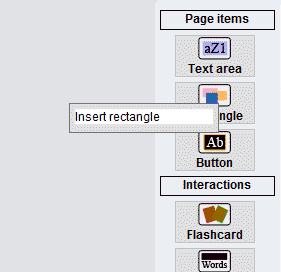 Page items
aZ1
Text area
Insert rectangle
ngle
Ab
Button
Interactions
Flashcard
Words